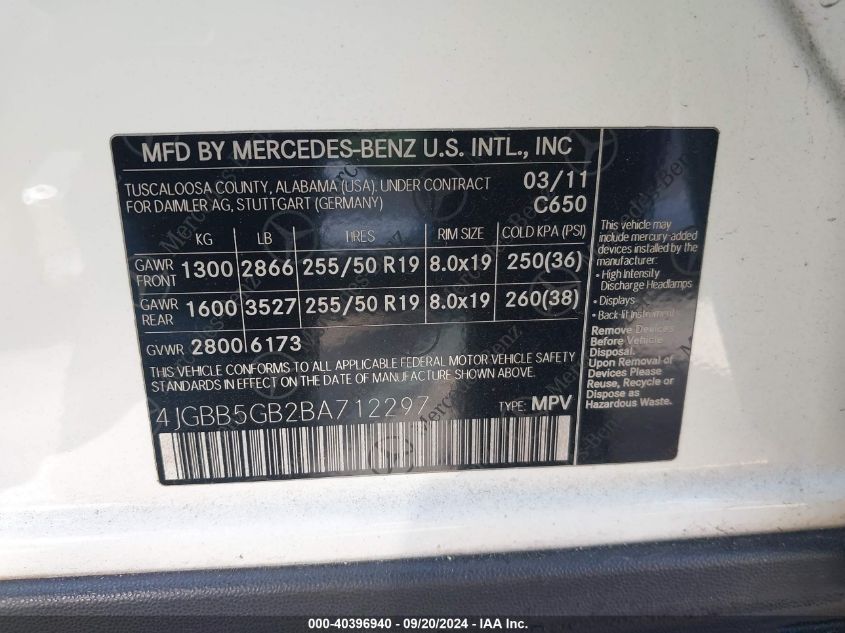 MFD BY MERCEDES-BENZ U.S. INTL., INC
TUSCALOOSA COUNTY, ALABAMA (USA), UNDER CONTRACT
FOR DAIMLER AG, STUTTGART (GERMANY)
03/11
C650
KG LB TIRES RIM SIZE COLD KPA (PSI)
GAWR FRONT 1300 2866 255/50 R19 8.0x19 250(36)
GAWR REAR 1600 3527 255/50 R19 8.0x19 260(38)
GVWR 2800 6173
THIS VEHICLE CONFORMS TO ALL APPLICABLE FEDERAL MOTOR VEHICLE SAFETY
STANDARDS IN EFFECT ON THE DATE OF MANUFACTURE SHOWN ABOVE.
4JGBB5GB2BA712297
TYPE: MPV
This vehicle may
include mercury-added
devices installed by the
manufacturer:
- High Intensity
Discharge Headlamps
- Displays
- Back-lit Instrument
Remove Devices
Before Vehicle
Disposal.
Upon Removal of
Devices Please
Reuse, Recycle or
Dispose as
Hazardous Waste.
Mercedes-Benz
000-40396940 - 09/20/2024 - IAA Inc.